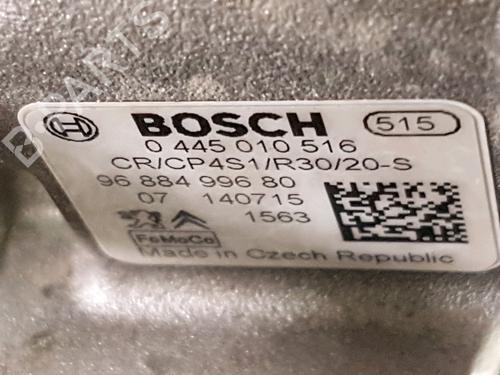 B-PARTS
BOSCH 515
0 445 010 516
CR/CP4S1/R30/20-S
96 884 996 80
07 140715
1563
FoMoCo
Made in Czech Republic